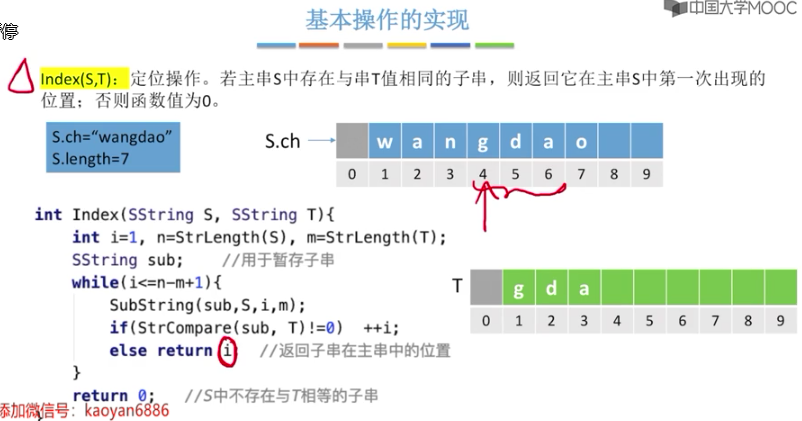 中国大学MOOC
基本操作的实现
停
Index(S,T)：定位操作。若主串S中存在与串T值相同的子串，则返回它在主串S中第一次出现的
位置；否则函数值为0。
S.ch=“wangdao”
S.length=7
S.ch
w a n g d a o
0 1 2 3 4 5 6 7 8 9
int Index(SString S, SString T){
int i=1, n=StrLength(S), m=StrLength(T);
SString sub; //用于暂存子串
while(i<=n-m+1){
SubString(sub,S,i,m);
if(StrCompare(sub, T)!=0) ++i;
else return i //返回子串在主串中的位置
}
return 0; //S中不存在与T相等的子串
T
g d a
0 1 2 3 4 5 6 7 8 9
添加微信号：kaoyan6886